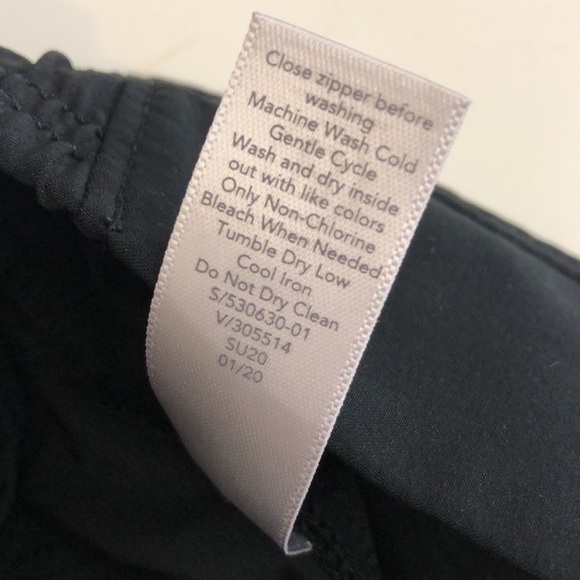 Close zipper before
washing
Machine Wash Cold
Gentle Cycle
Wash and dry inside
out with like colors
Only Non-Chlorine
Bleach When Needed
Tumble Dry Low
Cool Iron
Do Not Dry Clean
S/530630-01
V/305514
SU20
01/20